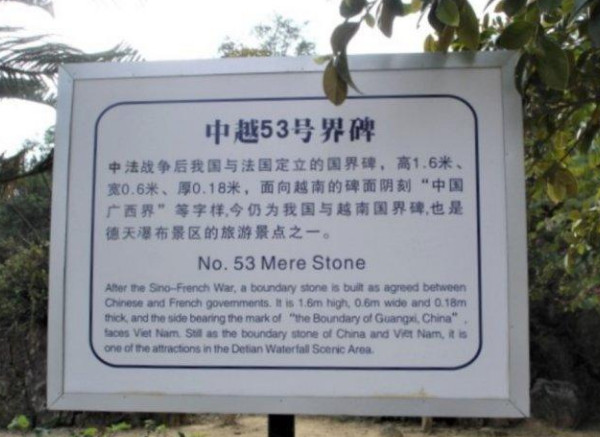 中越53号界碑
中法战争后我国与法国定立的国界碑，高1.6米、
宽0.6米、厚0.18米，面向越南的碑面阴刻“中国
广西界”等字样,今仍为我国与越南国界碑,也是
德天瀑布景区的旅游景点之一。
No. 53 Mere Stone
After the Sino-French War, a boundary stone is built as agreed between
Chinese and French governments. It is 1.6m high, 0.6m wide and 0.18m
thick, and the side bearing the mark of “the Boundary of Guangxi, China”,
faces Viet Nam. Still as the boundary stone of China and Viet Nam, it is
one of the attractions in the Detian Waterfall Scenic Area.